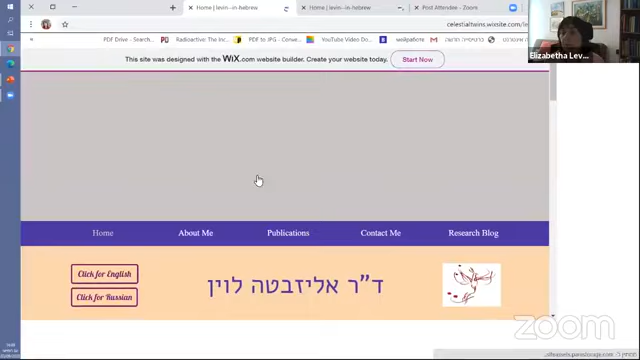 Home | levin--in-hebrew
Home | levin--in-hebrew
Post Attendee - Zoom
celestialtwins.wixsite.com/le
PDF Drive - Search...
Radioactive: The Inc...
PDF to JPG - Conve...
YouTube Video Do...
Elizabetha Lev...
This site was designed with the WiX.com website builder. Create your website today.
Start Now
Home
About Me
Publications
Contact Me
Research Blog
Click for English
Click for Russian
ד"ר אליזבטה לוין
zoom